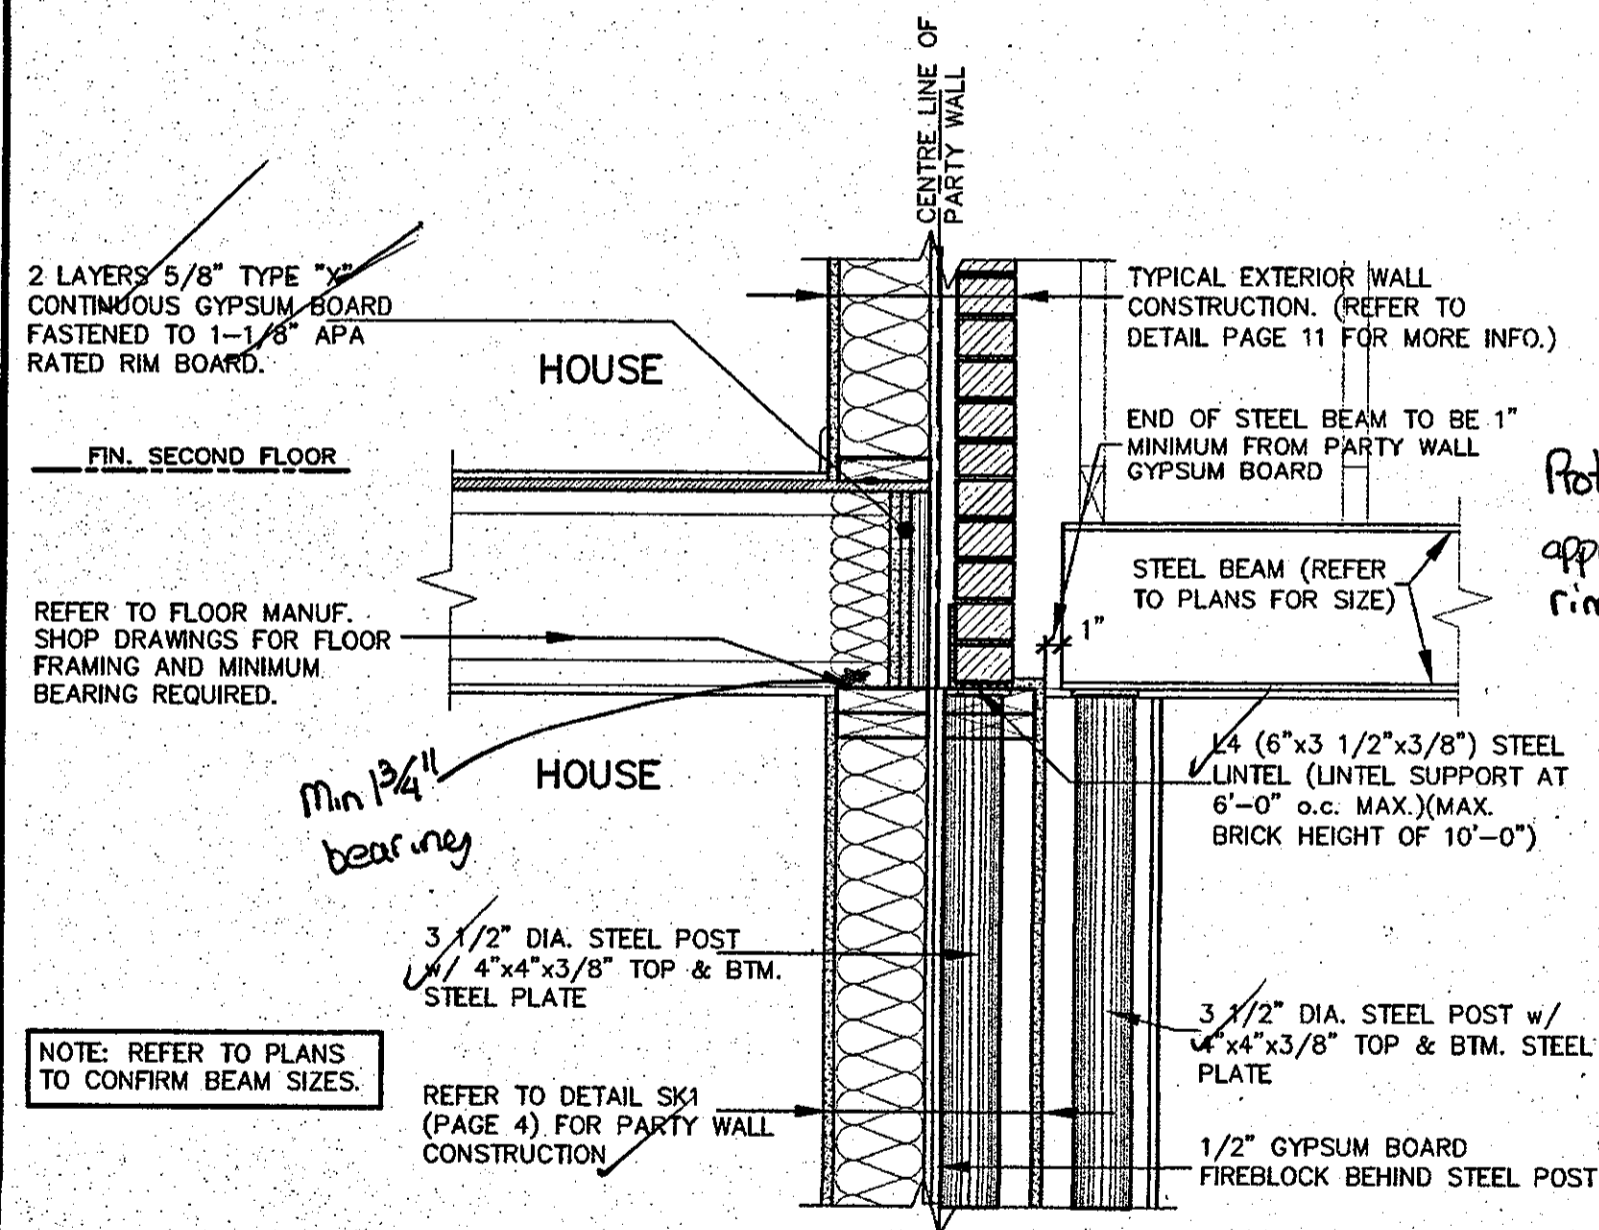 CENTRE LINE OF
PARTY WALL
2 LAYERS 5/8" TYPE "X"
CONTINUOUS GYPSUM BOARD
FASTENED TO 1-1/8" APA
RATED RIM BOARD.
HOUSE
TYPICAL EXTERIOR WALL
CONSTRUCTION. (REFER TO
DETAIL PAGE 11 FOR MORE INFO.)
END OF STEEL BEAM TO BE 1"
MINIMUM FROM PARTY WALL
GYPSUM BOARD
FIN. SECOND FLOOR
STEEL BEAM (REFER
TO PLANS FOR SIZE)
1"
REFER TO FLOOR MANUF.
SHOP DRAWINGS FOR FLOOR
FRAMING AND MINIMUM
BEARING REQUIRED.
Min 1 3/4"
bearing
HOUSE
L4 (6"x3 1/2"x3/8") STEEL
LINTEL (LINTEL SUPPORT AT
6'-0" o.c. MAX.)(MAX.
BRICK HEIGHT OF 10'-0")
3 1/2" DIA. STEEL POST
w/ 4"x4"x3/8" TOP & BTM.
STEEL PLATE
3 1/2" DIA. STEEL POST w/
4"x4"x3/8" TOP & BTM. STEEL
PLATE
NOTE: REFER TO PLANS
TO CONFIRM BEAM SIZES.
REFER TO DETAIL SK1
(PAGE 4) FOR PARTY WALL
CONSTRUCTION
1/2" GYPSUM BOARD
FIREBLOCK BEHIND STEEL POST